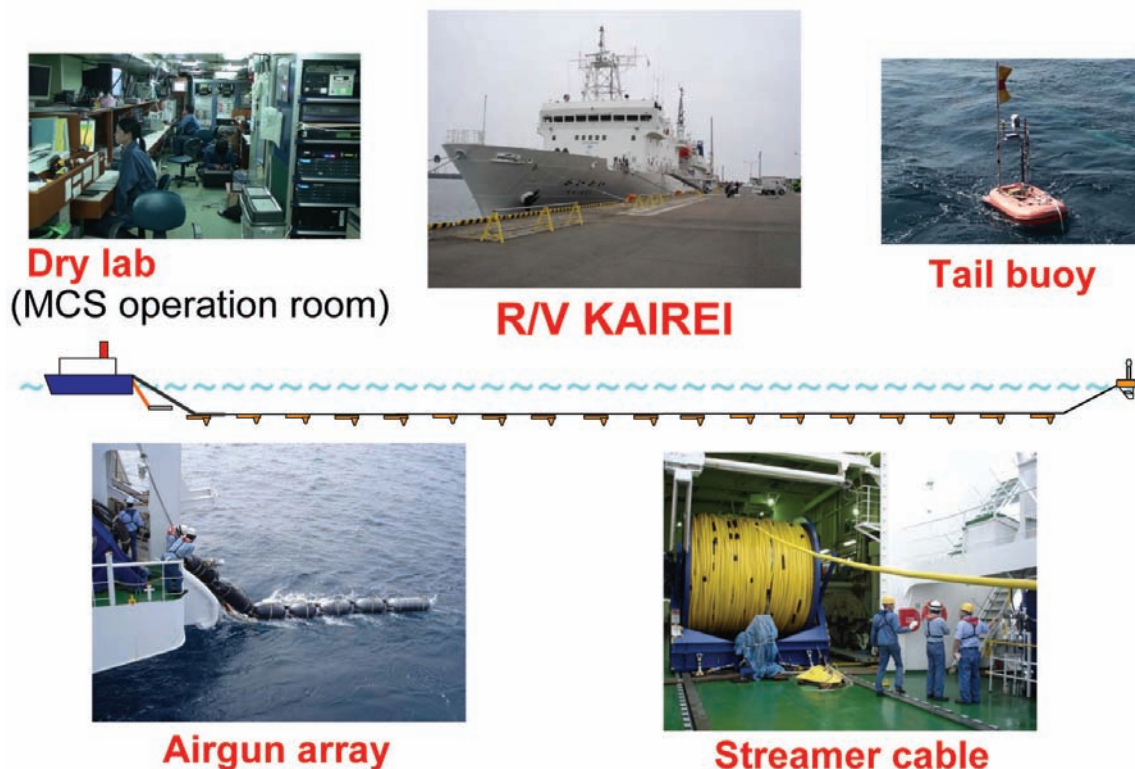 Dry lab
(MCS operation room)
R/V KAIREI
Tail buoy
Airgun array
Streamer cable